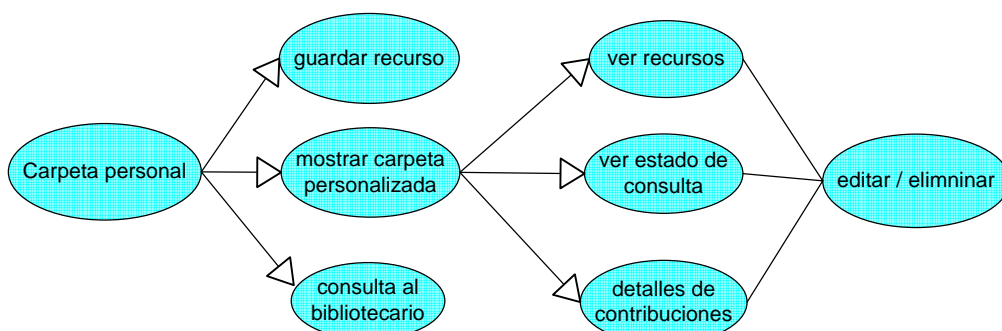 guardar recurso
ver recursos
Carpeta personal
mostrar carpeta
personalizada
ver estado de
consulta
editar / elimninar
consulta al
bibliotecario
detalles de
contribuciones